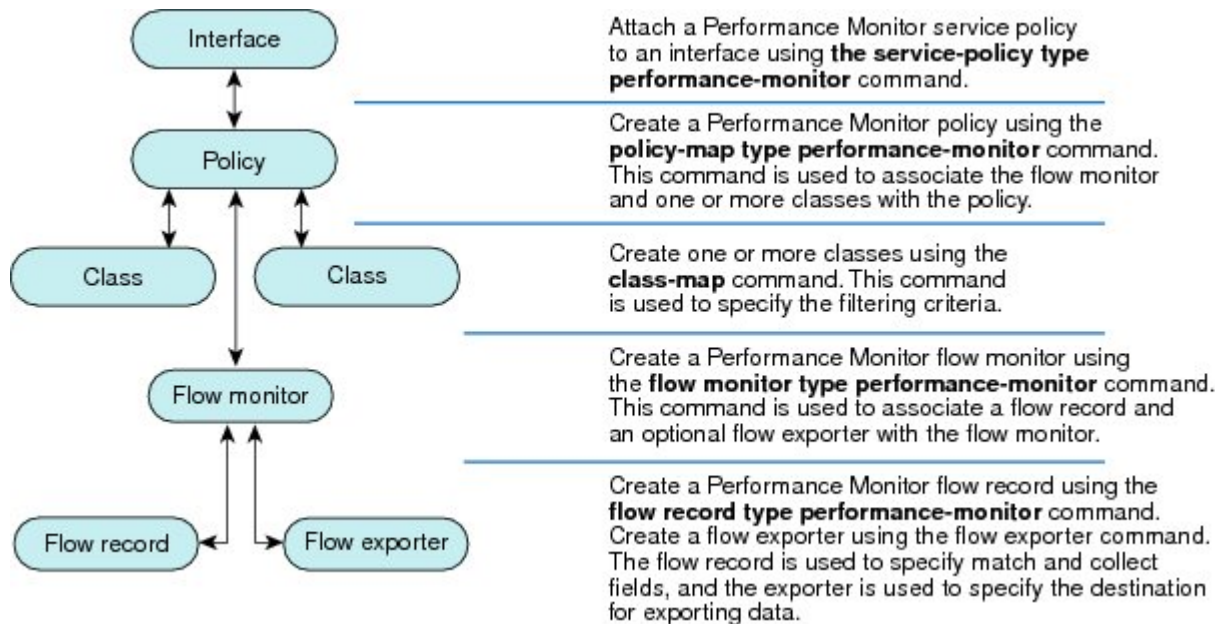 Interface
Attach a Performance Monitor service policy
to an interface using the service-policy type
performance-monitor command.
Policy
Create a Performance Monitor policy using the
policy-map type performance-monitor command.
This command is used to associate the flow monitor
and one or more classes with the policy.
Class
Class
Create one or more classes using the
class-map command. This command
is used to specify the filtering criteria.
Flow monitor
Create a Performance Monitor flow monitor using
the flow monitor type performance-monitor command.
This command is used to associate a flow record and
an optional flow exporter with the flow monitor.
Flow record
Flow exporter
Create a Performance Monitor flow record using the
flow record type performance-monitor command.
Create a flow exporter using the flow exporter command.
The flow record is used to specify match and collect
fields, and the exporter is used to specify the destination
for exporting data.